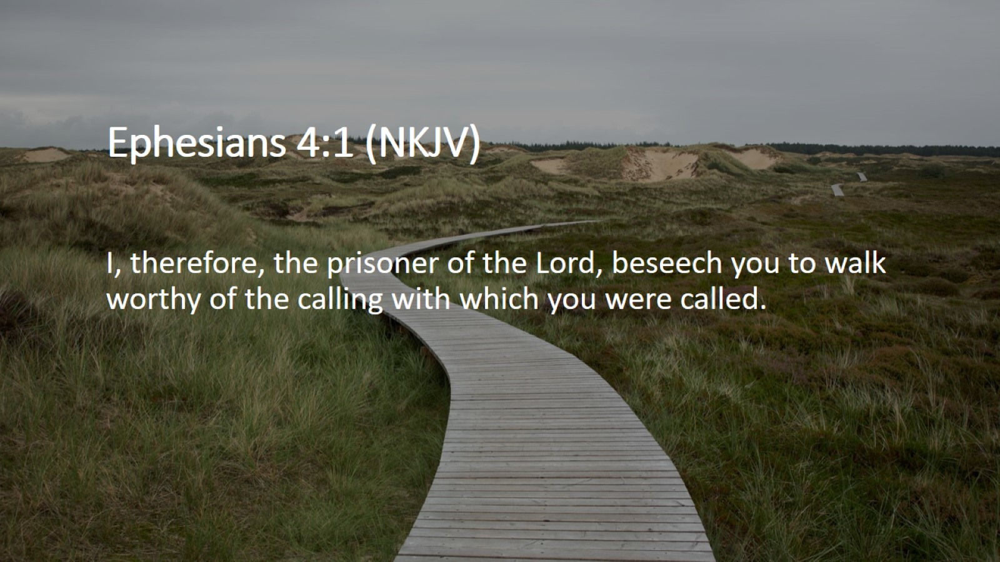 Ephesians 4:1 (NKJV)
I, therefore, the prisoner of the Lord, beseech you to walk
worthy of the calling with which you were called.